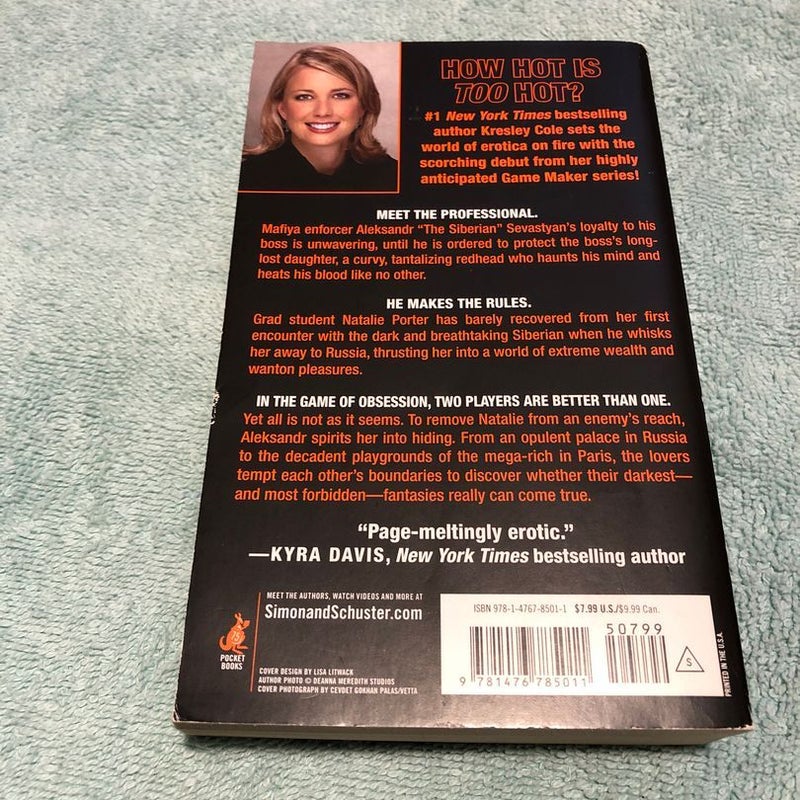 HOW HOT IS
TOO HOT?
#1 New York Times bestselling
author Kresley Cole sets the
world of erotica on fire with the
scorching debut from her highly
anticipated Game Maker series!
MEET THE PROFESSIONAL.
Mafiya enforcer Aleksandr “The Siberian” Sevastyan’s loyalty to his
boss is unwavering, until he is ordered to protect the boss’s long-
lost daughter, a curvy, tantalizing redhead who haunts his mind and
heats his blood like no other.
HE MAKES THE RULES.
Grad student Natalie Porter has barely recovered from her first
encounter with the dark and breathtaking Siberian when he whisks
her away to Russia, thrusting her into a world of extreme wealth and
wanton pleasures.
IN THE GAME OF OBSESSION, TWO PLAYERS ARE BETTER THAN ONE.
Yet all is not as it seems. To remove Natalie from an enemy’s reach,
Aleksandr spirits her into hiding. From an opulent palace in Russia
to the decadent playgrounds of the mega-rich in Paris, the lovers
tempt each other’s boundaries to discover whether their darkest—
and most forbidden—fantasies really can come true.
“Page-meltingly erotic.”
—KYRA DAVIS, New York Times bestselling author
MEET THE AUTHORS, WATCH VIDEOS AND MORE AT
SimonandSchuster.com
75
POCKET
BOOKS
COVER DESIGN BY LISA LITWACK
AUTHOR PHOTO © DEANNA MEREDITH STUDIOS
COVER PHOTOGRAPH BY CEVDET GOKHAN PALAS/VETTA
ISBN 978-1-4767-8501-1 $7.99 U.S./$9.99 Can.
50799
9 781476 785011
S
PRINTED IN THE U.S.A.